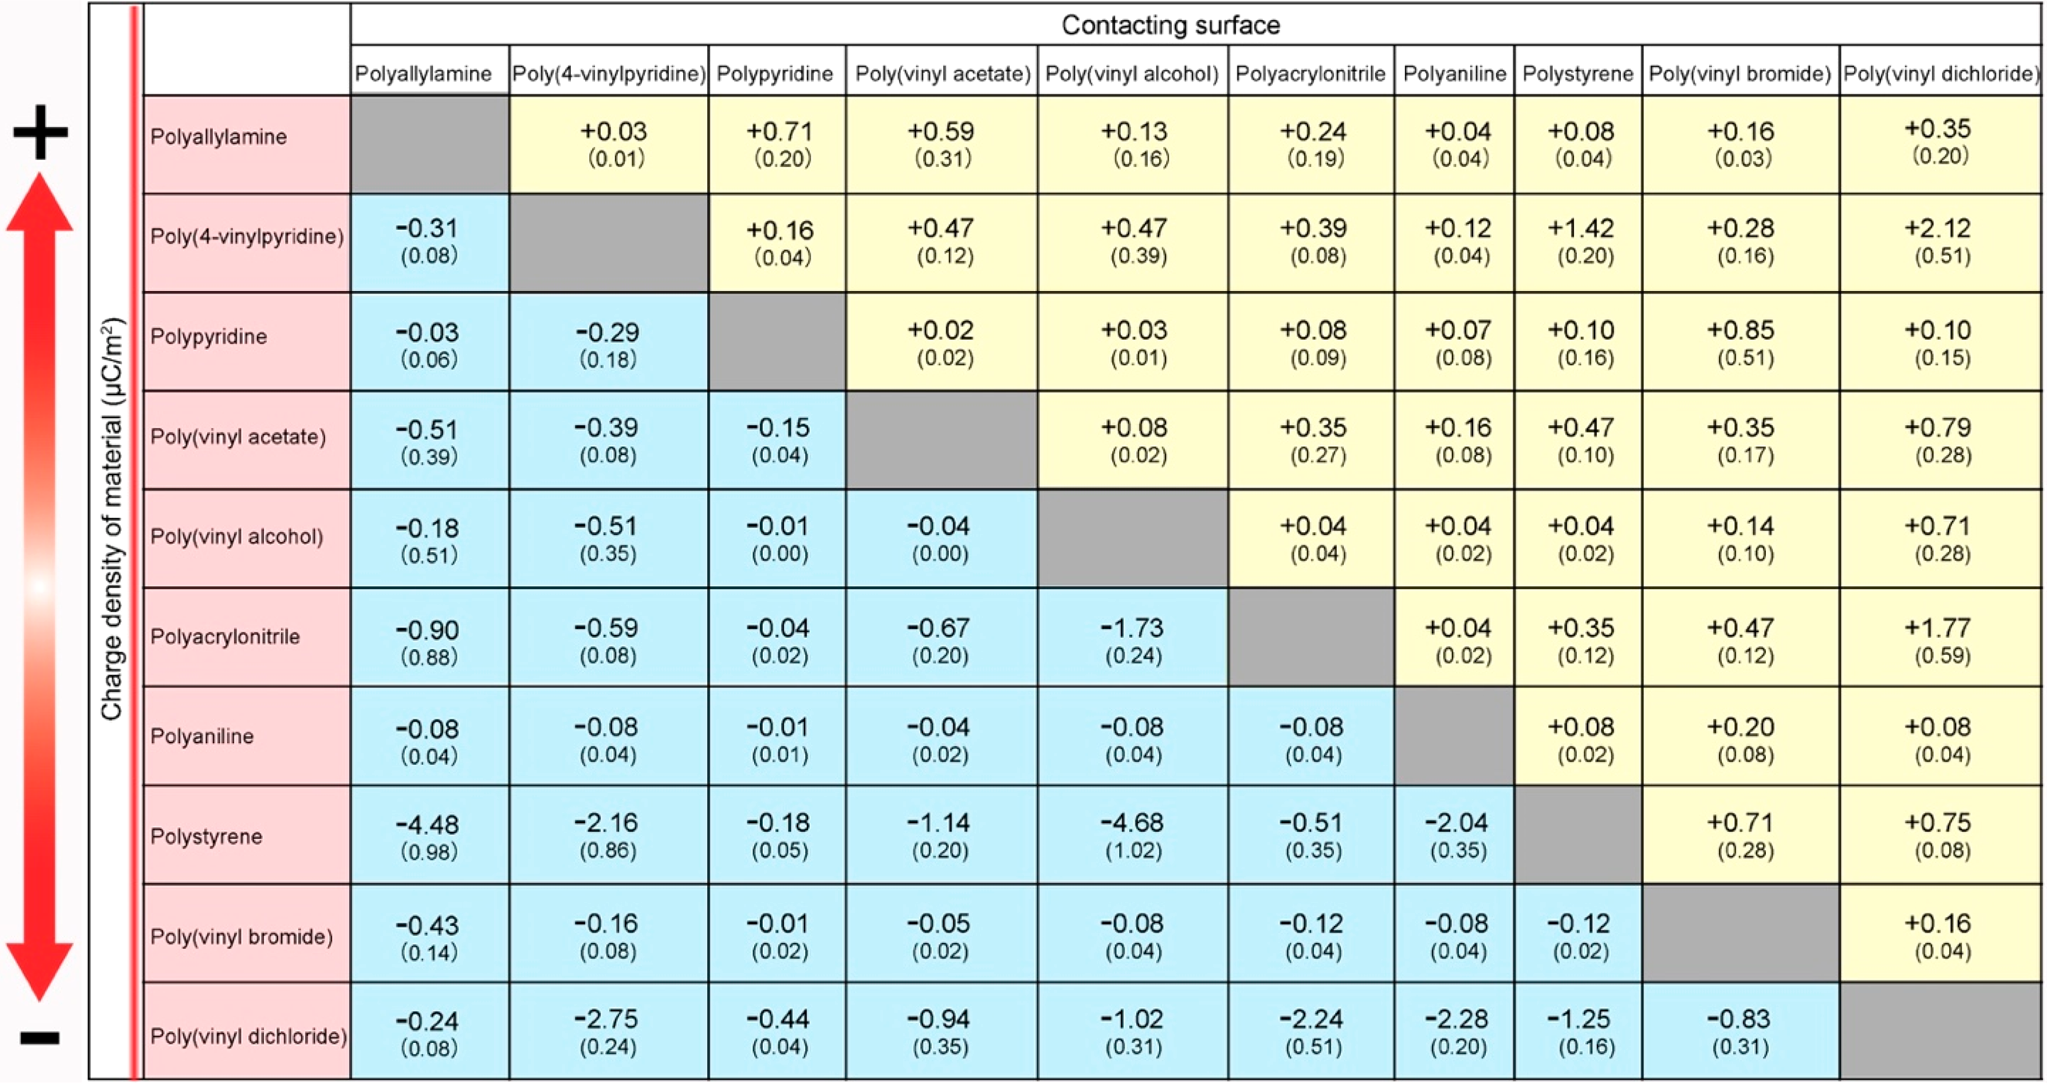 Contacting surface
Polyallylamine Poly(4-vinylpyridine) Polypyridine Poly(vinyl acetate) Poly(vinyl alcohol) Polyacrylonitrile Polyaniline Polystyrene Poly(vinyl bromide) Poly(vinyl dichloride)
+
Charge density of material (μC/m²)
Polyallylamine +0.03 +0.71 +0.59 +0.13 +0.24 +0.04 +0.08 +0.16 +0.35
(0.01) (0.20) (0.31) (0.16) (0.19) (0.04) (0.04) (0.03) (0.20)
Poly(4-vinylpyridine) −0.31 +0.16 +0.47 +0.47 +0.39 +0.12 +1.42 +0.28 +2.12
(0.08) (0.04) (0.12) (0.39) (0.08) (0.04) (0.20) (0.16) (0.51)
Polypyridine −0.03 −0.29 +0.02 +0.03 +0.08 +0.07 +0.10 +0.85 +0.10
(0.06) (0.18) (0.02) (0.01) (0.09) (0.08) (0.16) (0.51) (0.15)
Poly(vinyl acetate) −0.51 −0.39 −0.15 +0.08 +0.35 +0.16 +0.47 +0.35 +0.79
(0.39) (0.08) (0.04) (0.02) (0.27) (0.08) (0.10) (0.17) (0.28)
Poly(vinyl alcohol) −0.18 −0.51 −0.01 −0.04 +0.04 +0.04 +0.04 +0.14 +0.71
(0.51) (0.35) (0.00) (0.00) (0.04) (0.02) (0.02) (0.10) (0.28)
Polyacrylonitrile −0.90 −0.59 −0.04 −0.67 −1.73 +0.04 +0.35 +0.47 +1.77
(0.88) (0.08) (0.02) (0.20) (0.24) (0.02) (0.12) (0.12) (0.59)
Polyaniline −0.08 −0.08 −0.01 −0.04 −0.08 −0.08 +0.08 +0.20 +0.08
(0.04) (0.04) (0.01) (0.02) (0.04) (0.04) (0.02) (0.08) (0.04)
Polystyrene −4.48 −2.16 −0.18 −1.14 −4.68 −0.51 −2.04 +0.71 +0.75
(0.98) (0.86) (0.05) (0.20) (1.02) (0.35) (0.35) (0.28) (0.08)
Poly(vinyl bromide) −0.43 −0.16 −0.01 −0.05 −0.08 −0.12 −0.08 −0.12 +0.16
(0.14) (0.08) (0.02) (0.02) (0.04) (0.04) (0.04) (0.02) (0.04)
Poly(vinyl dichloride) −0.24 −2.75 −0.44 −0.94 −1.02 −2.24 −2.28 −1.25 −0.83
(0.08) (0.24) (0.04) (0.35) (0.31) (0.51) (0.20) (0.16) (0.31)
−